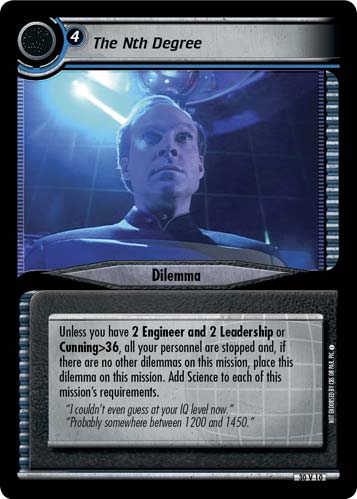 4
The Nth Degree
Dilemma
Unless you have 2 Engineer and 2 Leadership or
Cunning>36, all your personnel are stopped and, if
there are no other dilemmas on this mission, place this
dilemma on this mission. Add Science to each of this
mission's requirements.
"I couldn't even guess at your IQ level now."
"Probably somewhere between 1200 and 1450."
NOT ENDORSED BY CBS OR PAR. PIC.
30 V 10